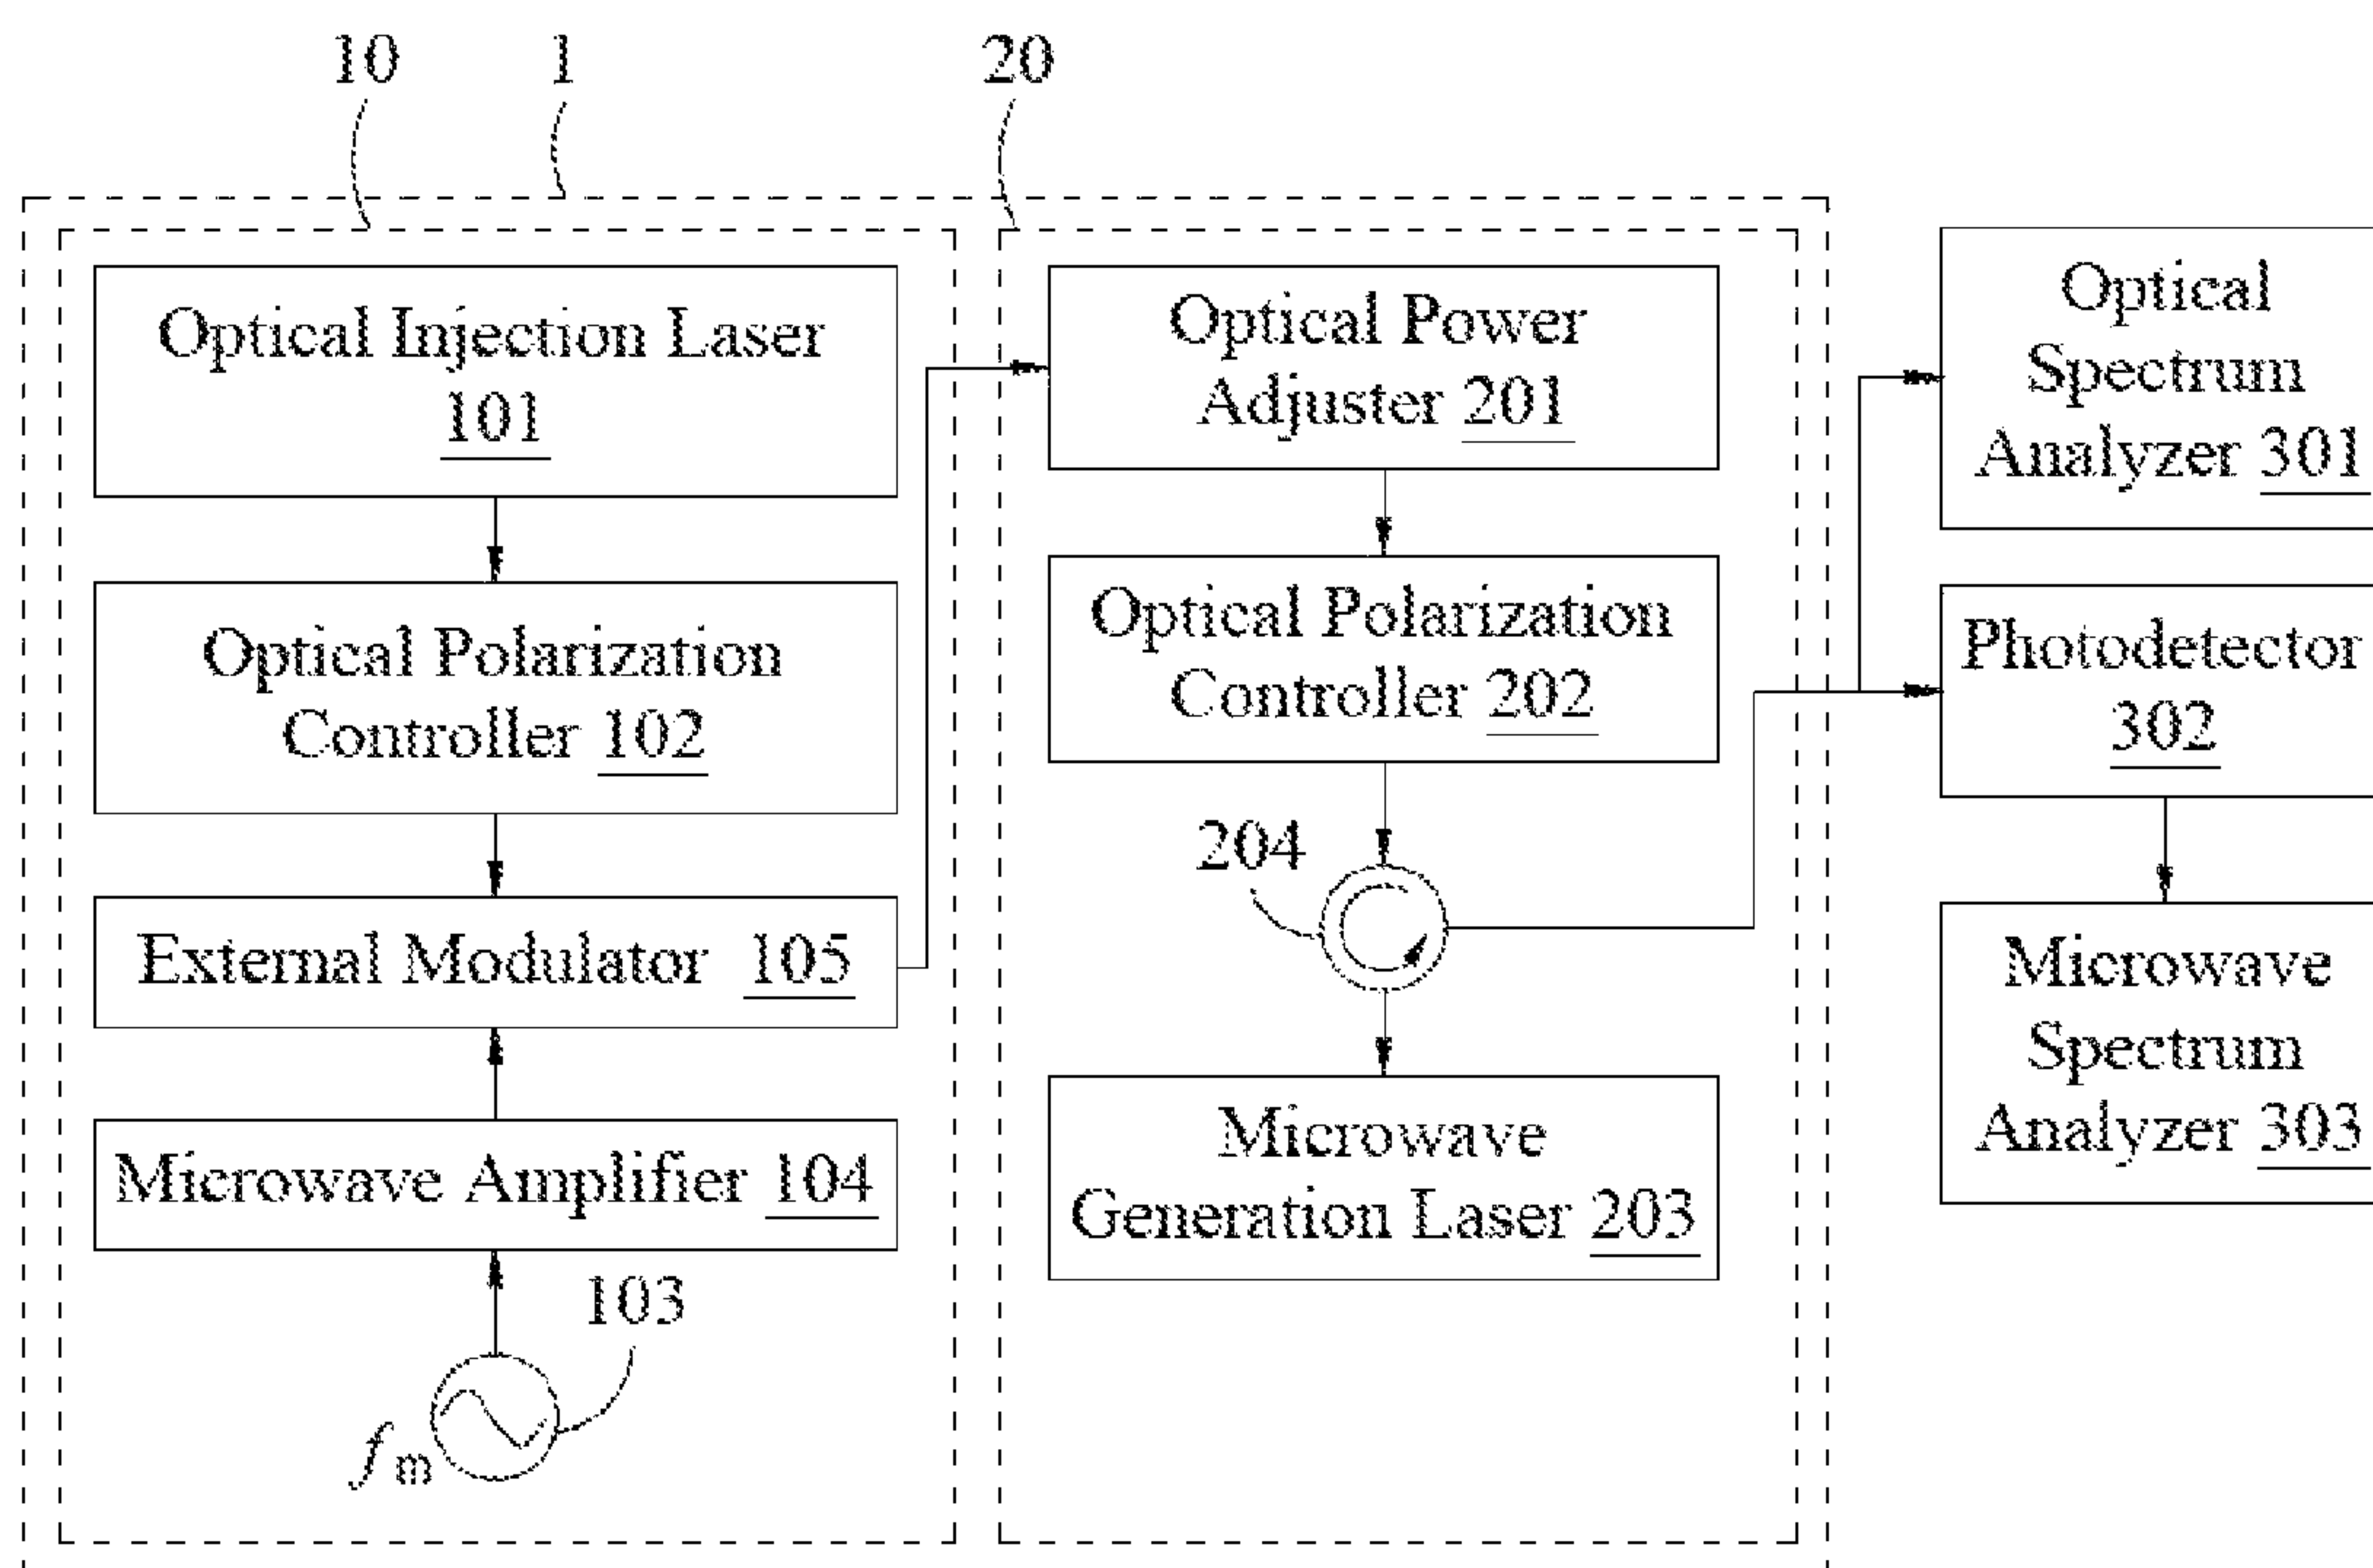 10
1
20
Optical Injection Laser
101
Optical Polarization
Controller 102
External Modulator 105
Microwave Amplifier 104
103
fm
Optical Power
Adjuster 201
Optical Polarization
Controller 202
204
Microwave
Generation Laser 203
Optical
Spectrum
Analyzer 301
Photodetector
302
Microwave
Spectrum
Analyzer 303